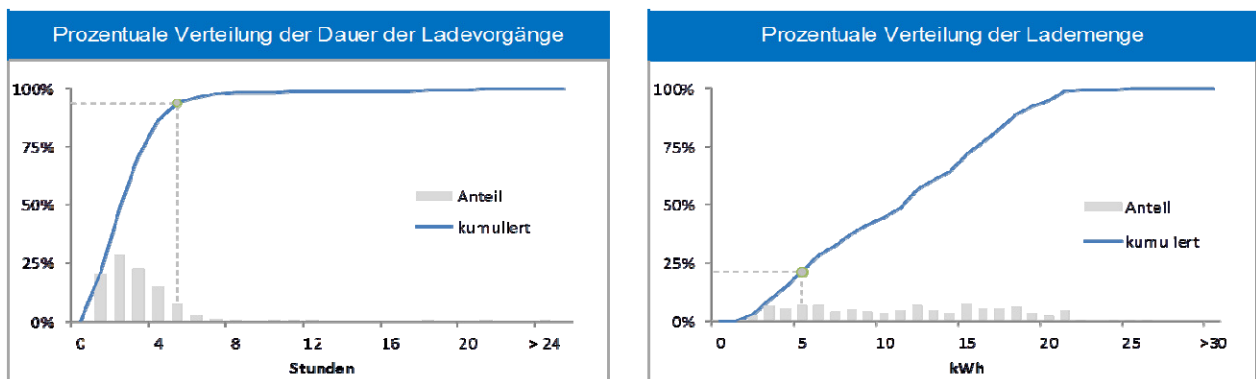 Prozentuale Verteilung der Dauer der Ladevorgänge
100%
75%
50%
25%
0%
Anteil
kumuliert
0 4 8 12 16 20 > 24
Stunden
Prozentuale Verteilung der Lademenge
100%
75%
50%
25%
0%
Anteil
kumuliert
0 5 10 15 20 25 >30
kWh